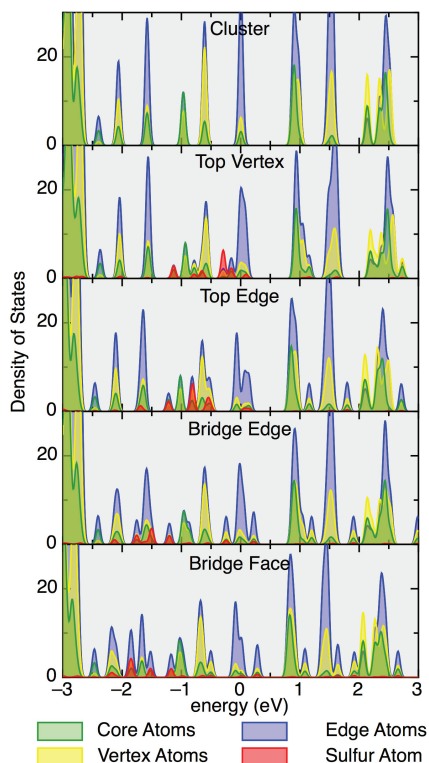 Cluster
20
0
Top Vertex
20
0
Top Edge
20
0
Density of States
Bridge Edge
20
0
Bridge Face
20
0
−3 −2 −1 0 1 2 3
energy (eV)
Core Atoms Edge Atoms
Vertex Atoms Sulfur Atom